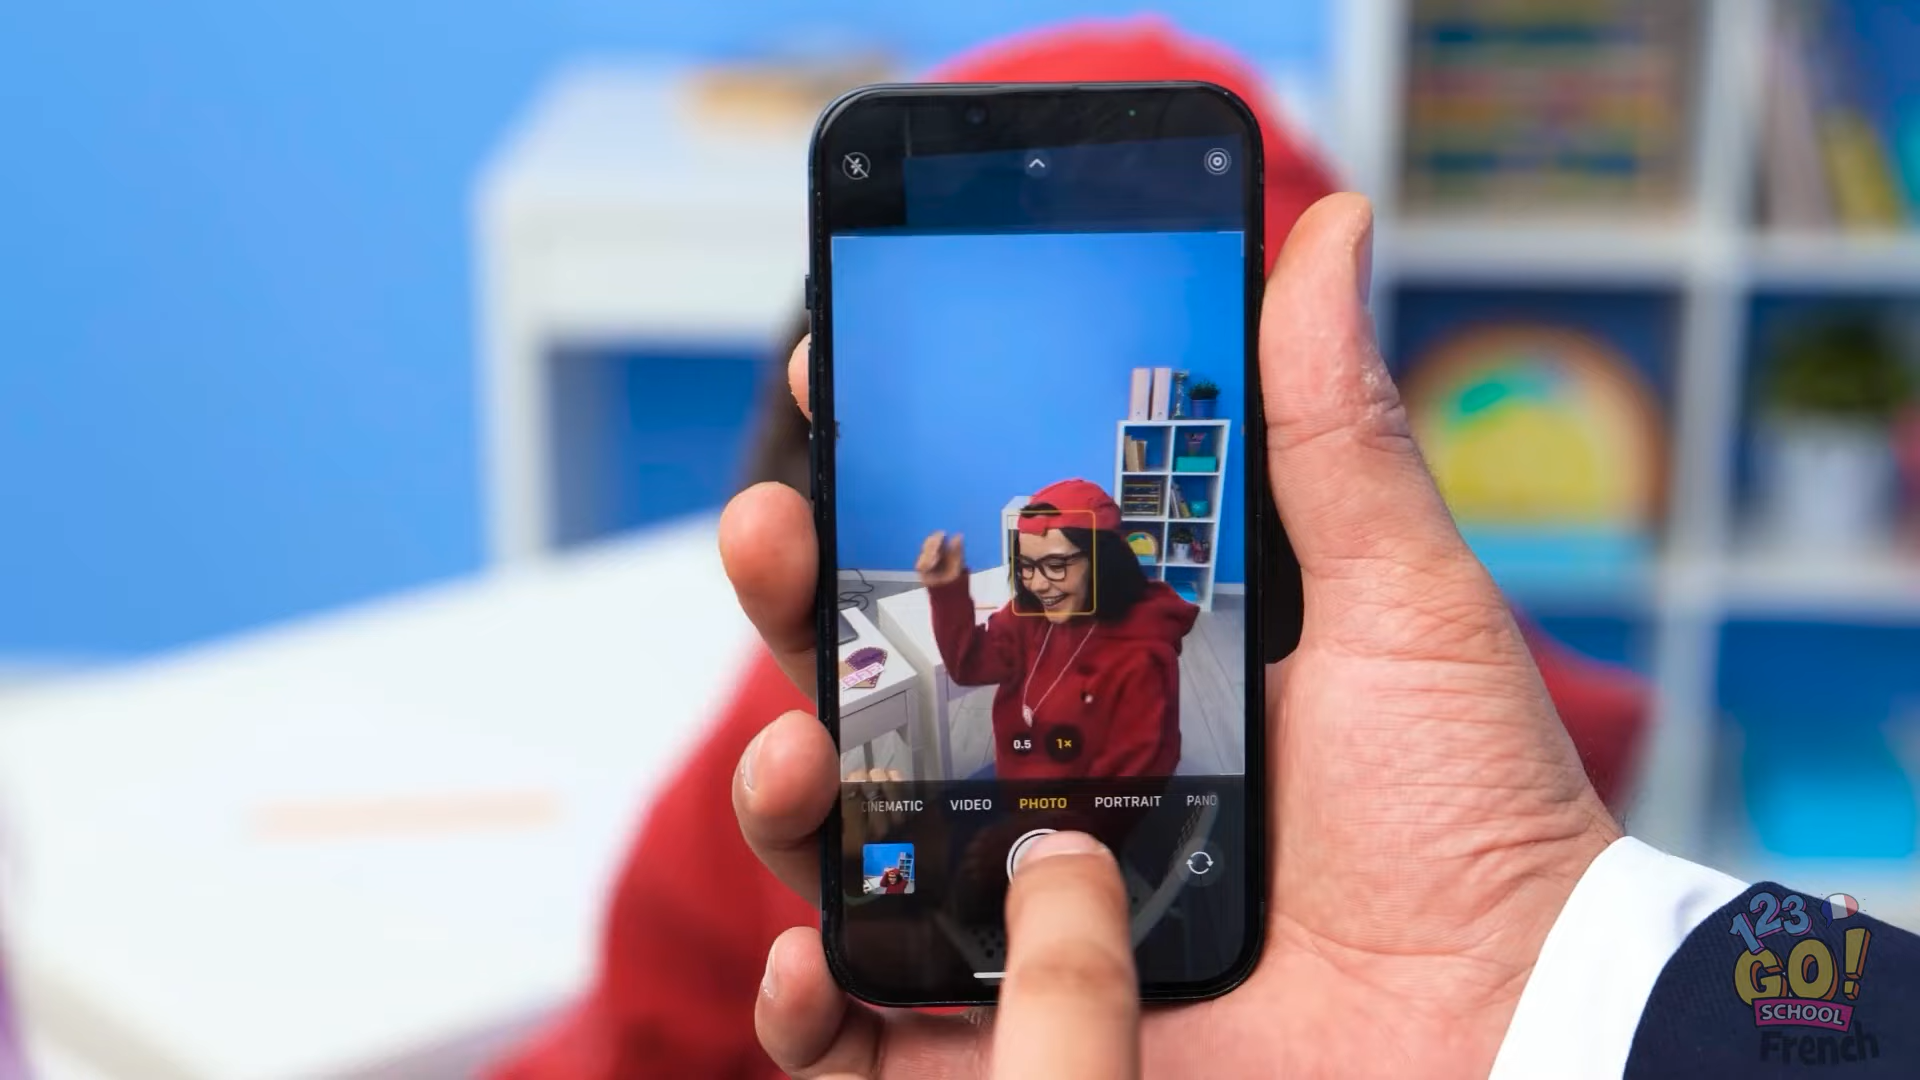 0.5 1×
CINEMATIC VIDEO PHOTO PORTRAIT PANO
123
GO!
SCHOOL
French